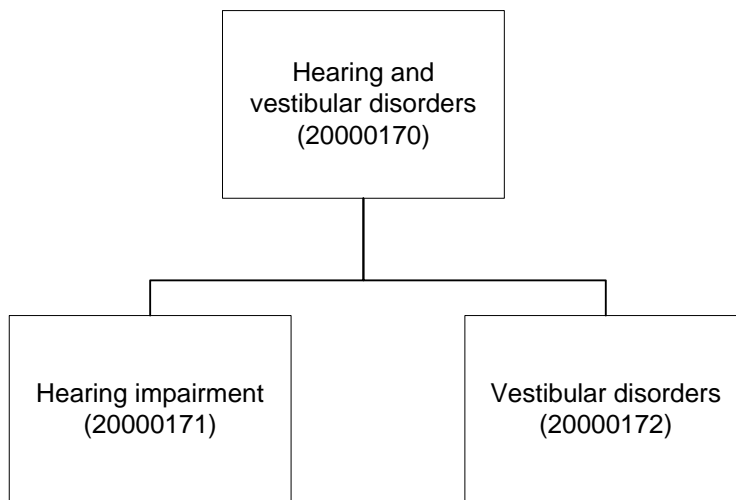 Hearing and
vestibular disorders
(20000170)
Hearing impairment
(20000171)
Vestibular disorders
(20000172)